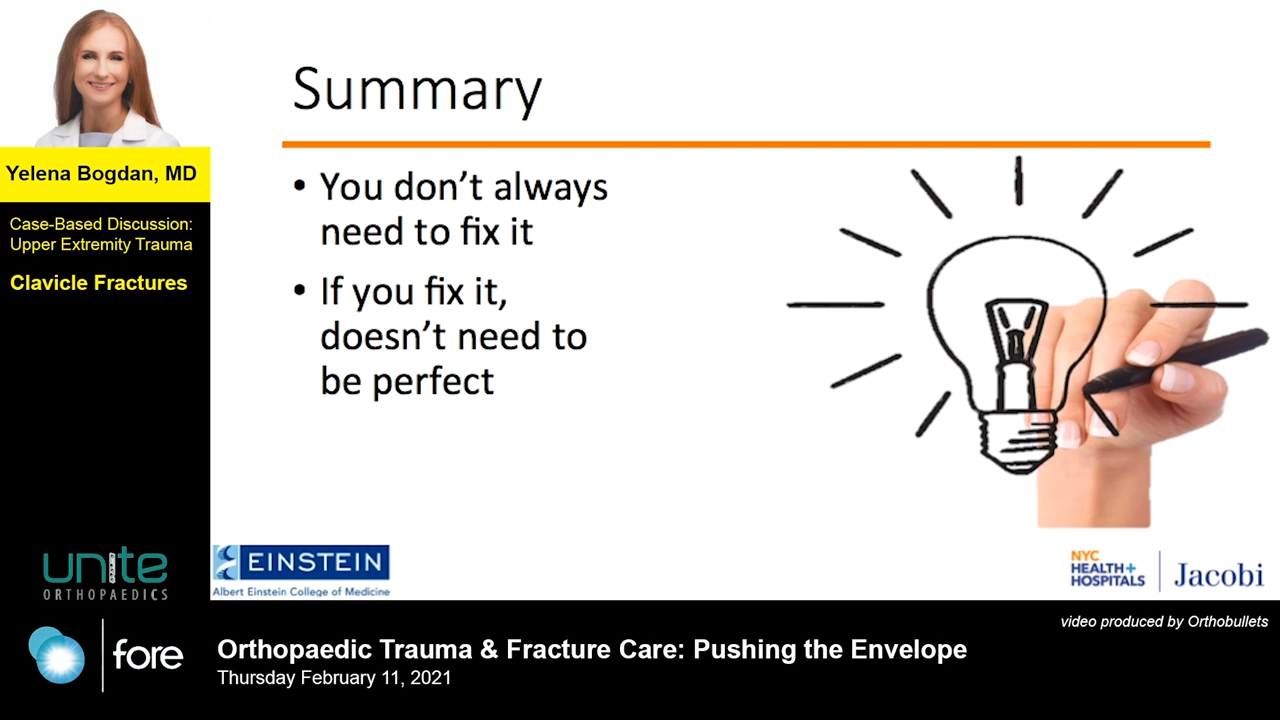 Yelena Bogdan, MD
Case-Based Discussion:
Upper Extremity Trauma
Clavicle Fractures
Summary
• You don’t always
need to fix it
• If you fix it,
doesn’t need to
be perfect
unite
ORTHOPAEDICS
EINSTEIN
Albert Einstein College of Medicine
NYC
HEALTH+
HOSPITALS
Jacobi
video produced by Orthobullets
fore
Orthopaedic Trauma & Fracture Care: Pushing the Envelope
Thursday February 11, 2021